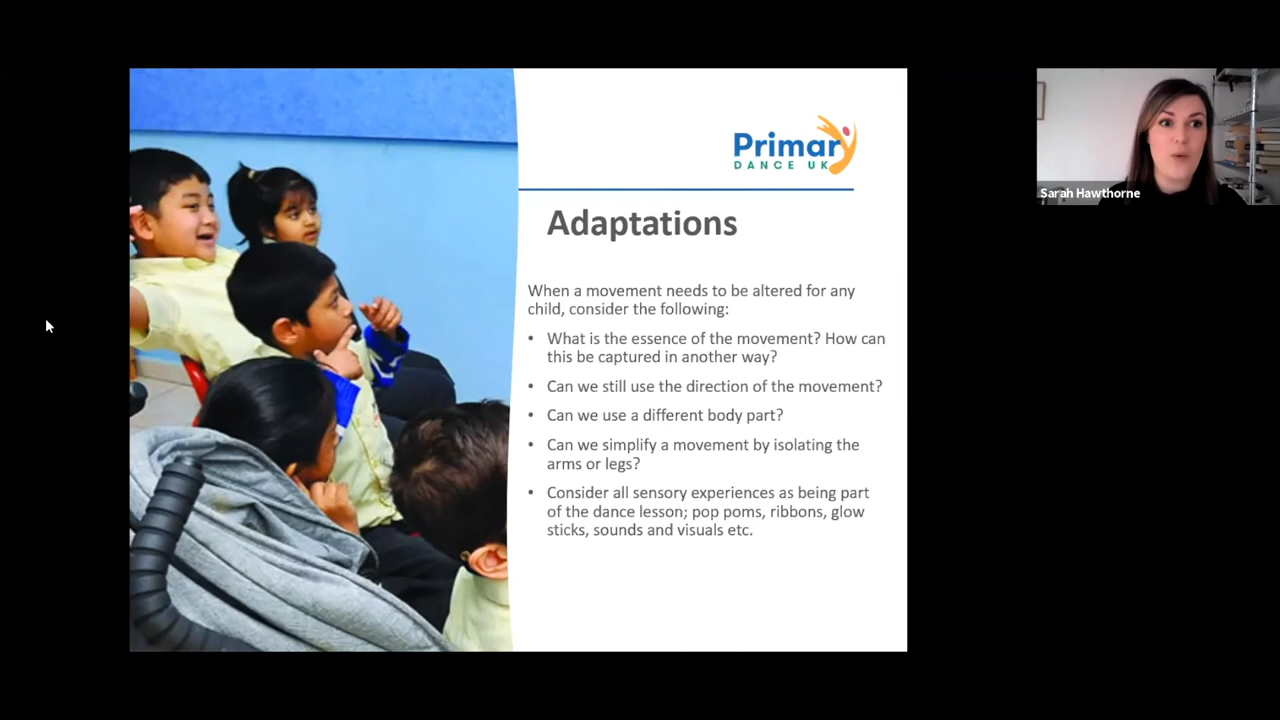 Primary
DANCE UK
Sarah Hawthorne
Adaptations
When a movement needs to be altered for any
child, consider the following:
• What is the essence of the movement? How can
this be captured in another way?
• Can we still use the direction of the movement?
• Can we use a different body part?
• Can we simplify a movement by isolating the
arms or legs?
• Consider all sensory experiences as being part
of the dance lesson; pop poms, ribbons, glow
sticks, sounds and visuals etc.